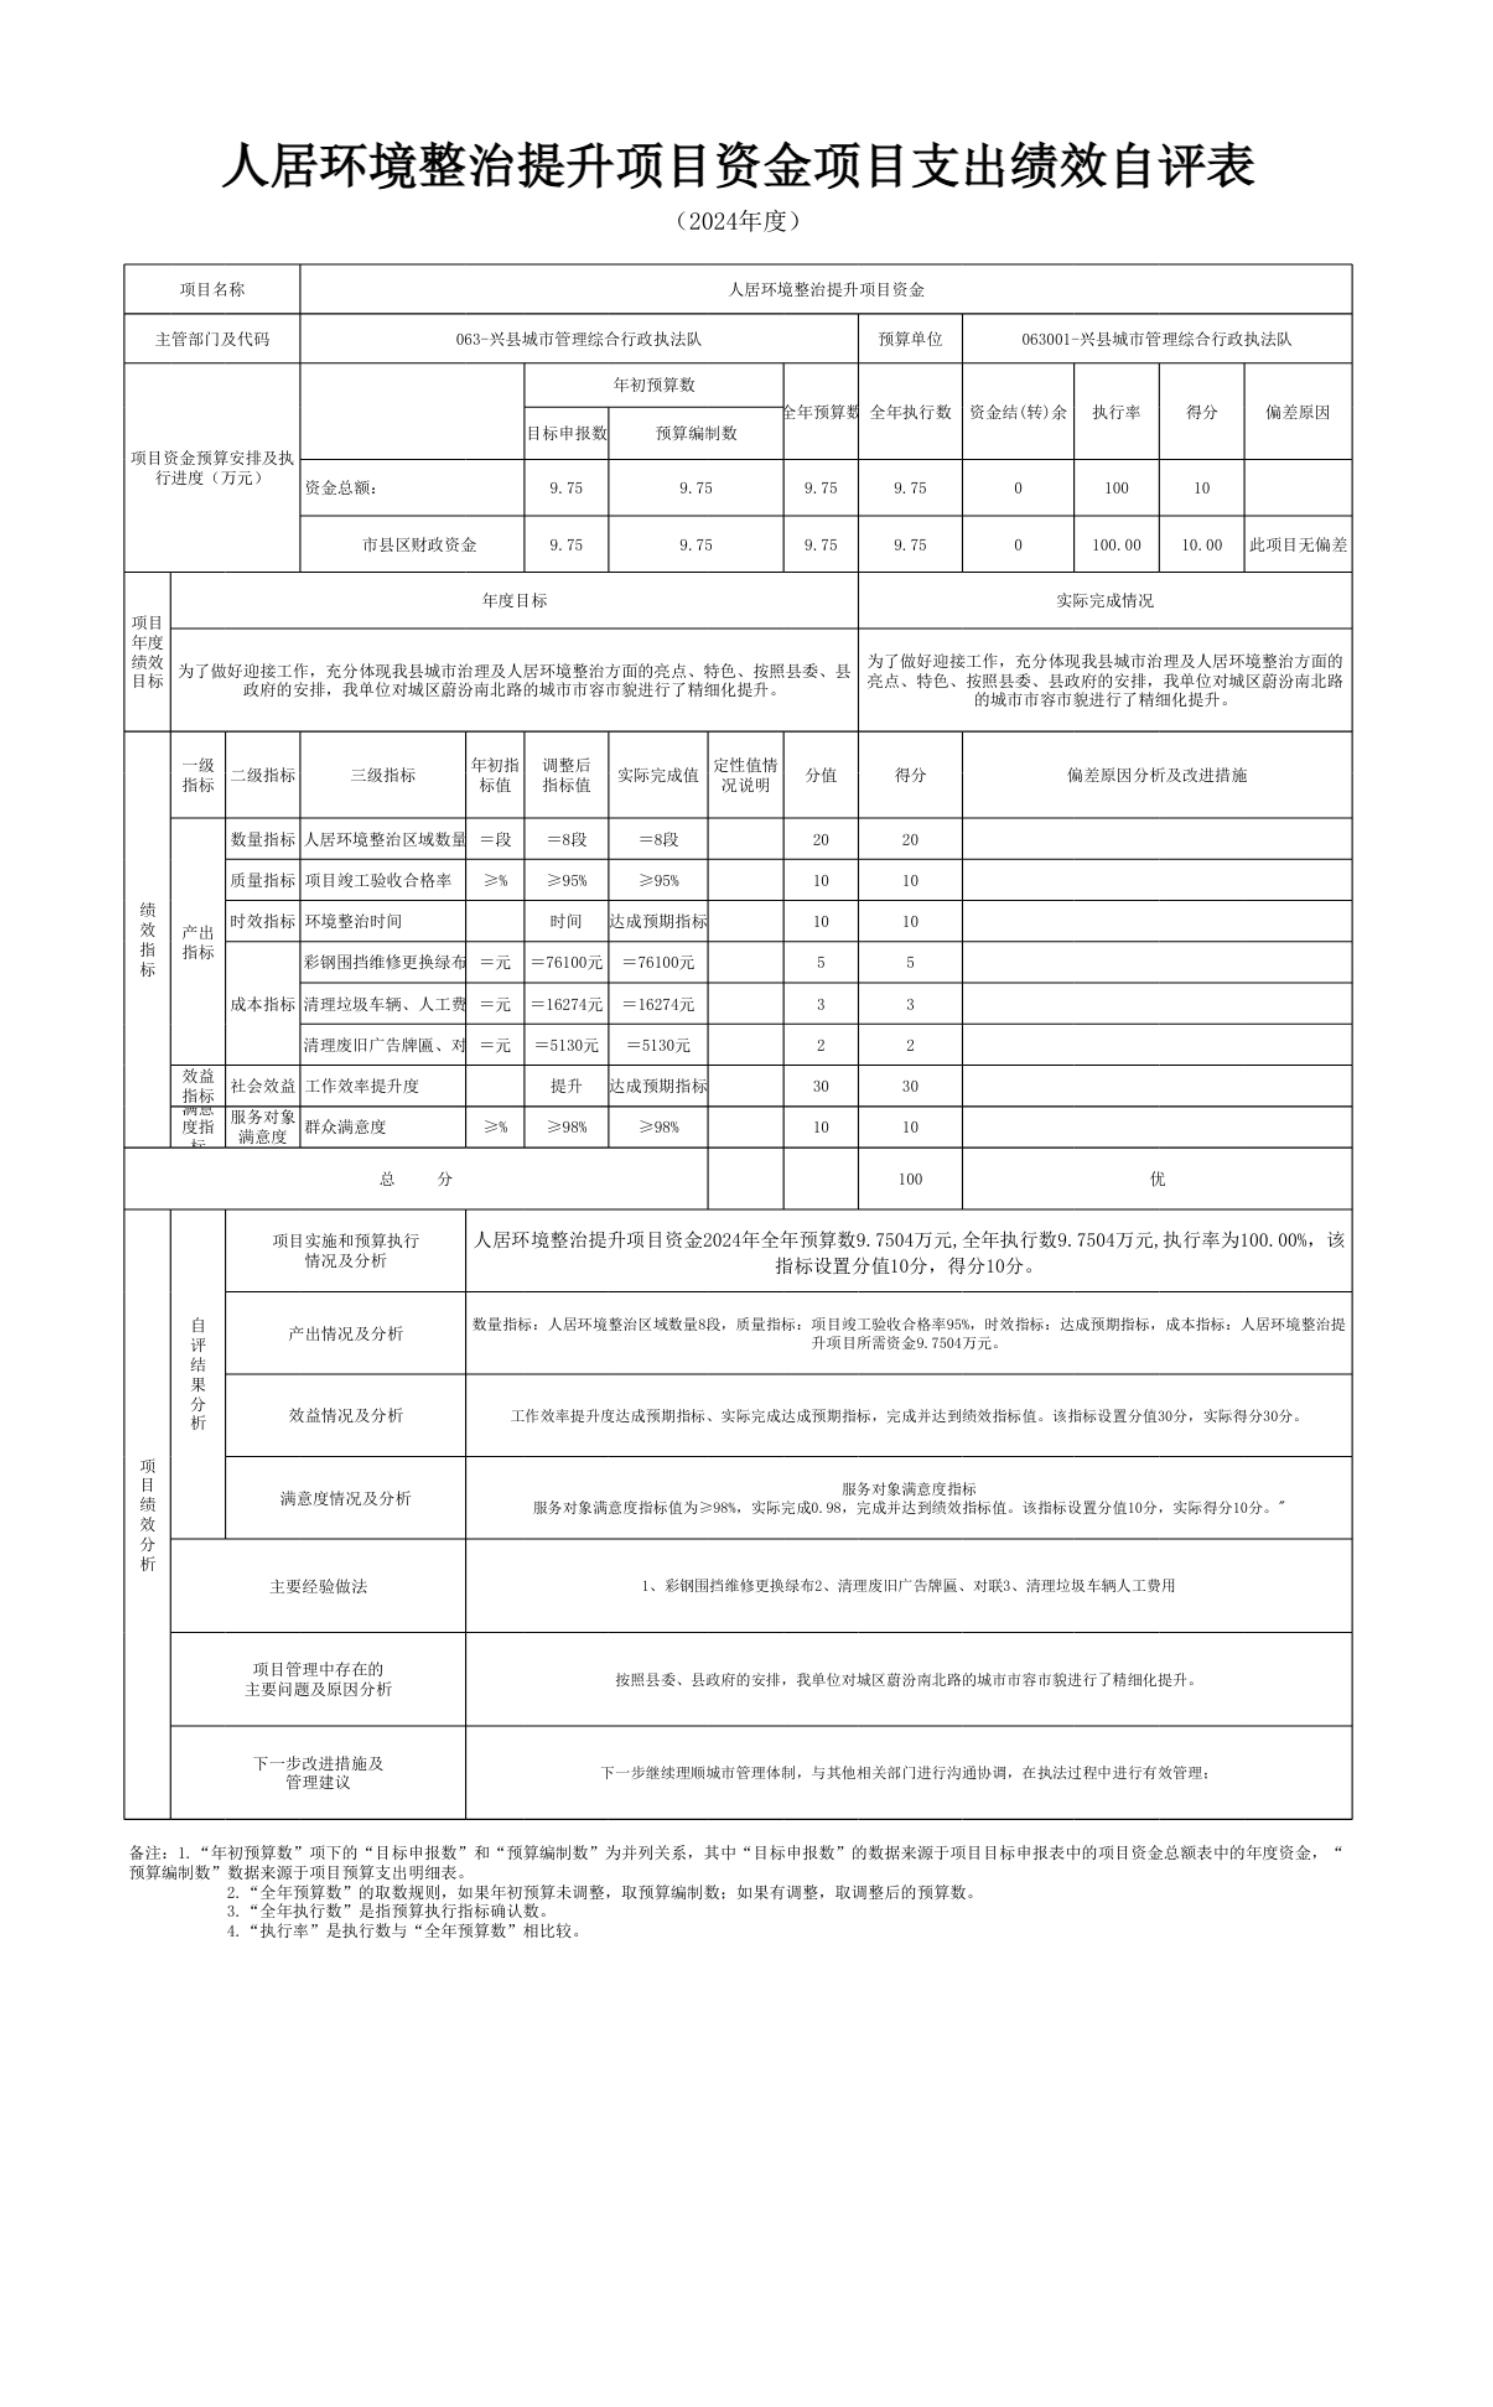 人居环境整治提升项目资金项目支出绩效自评表
（2024年度）
项目名称
人居环境整治提升项目资金
主管部门及代码
063-兴县城市管理综合行政执法队
预算单位
063001-兴县城市管理综合行政执法队
项目资金预算安排及执
行进度（万元）
年初预算数
全年预算数
全年执行数
资金结(转)余
执行率
得分
偏差原因
目标申报数
预算编制数
资金总额：
9.75
9.75
9.75
9.75
0
100
10
市县区财政资金
9.75
9.75
9.75
9.75
0
100.00
10.00
此项目无偏差
项目
年度
绩效
目标
年度目标
实际完成情况
为了做好迎接工作，充分体现我县城市治理及人居环境整治方面的亮点、特色、按照县委、县
政府的安排，我单位对城区蔚汾南北路的城市市容市貌进行了精细化提升。
为了做好迎接工作，充分体现我县城市治理及人居环境整治方面的
亮点、特色、按照县委、县政府的安排，我单位对城区蔚汾南北路
的城市市容市貌进行了精细化提升。
绩
效
指
标
一级
指标
二级指标
三级指标
年初指
标值
调整后
指标值
实际完成值
定性值情
况说明
分值
得分
偏差原因分析及改进措施
产出
指标
数量指标
人居环境整治区域数量
＝段
＝8段
＝8段
20
20
质量指标
项目竣工验收合格率
≥%
≥95%
≥95%
10
10
时效指标
环境整治时间
时间
达成预期指标
10
10
成本指标
彩钢围挡维修更换绿布
＝元
＝76100元
＝76100元
5
5
清理垃圾车辆、人工费
＝元
＝16274元
＝16274元
3
3
清理废旧广告牌匾、对
＝元
＝5130元
＝5130元
2
2
效益
指标
社会效益
工作效率提升度
提升
达成预期指标
30
30
满意
度指
标
服务对象
满意度
群众满意度
≥%
≥98%
≥98%
10
10
总 分
100
优
项
目
绩
效
分
析
自
评
结
果
分
析
项目实施和预算执行
情况及分析
人居环境整治提升项目资金2024年全年预算数9.7504万元,全年执行数9.7504万元,执行率为100.00%，该
指标设置分值10分，得分10分。
产出情况及分析
数量指标：人居环境整治区域数量8段，质量指标：项目竣工验收合格率95%，时效指标：达成预期指标，成本指标：人居环境整治提
升项目所需资金9.7504万元。
效益情况及分析
工作效率提升度达成预期指标、实际完成达成预期指标，完成并达到绩效指标值。该指标设置分值30分，实际得分30分。
满意度情况及分析
服务对象满意度指标
服务对象满意度指标值为≥98%，实际完成0.98，完成并达到绩效指标值。该指标设置分值10分，实际得分10分。"
主要经验做法
1、彩钢围挡维修更换绿布2、清理废旧广告牌匾、对联3、清理垃圾车辆人工费用
项目管理中存在的
主要问题及原因分析
按照县委、县政府的安排，我单位对城区蔚汾南北路的城市市容市貌进行了精细化提升。
下一步改进措施及
管理建议
下一步继续理顺城市管理体制，与其他相关部门进行沟通协调，在执法过程中进行有效管理；
备注：1.“年初预算数”项下的“目标申报数”和“预算编制数”为并列关系，其中“目标申报数”的数据来源于项目目标申报表中的项目资金总额表中的年度资金，“
预算编制数”数据来源于项目预算支出明细表。
2.“全年预算数”的取数规则，如果年初预算未调整，取预算编制数；如果有调整，取调整后的预算数。
3.“全年执行数”是指预算执行指标确认数。
4.“执行率”是执行数与“全年预算数”相比较。